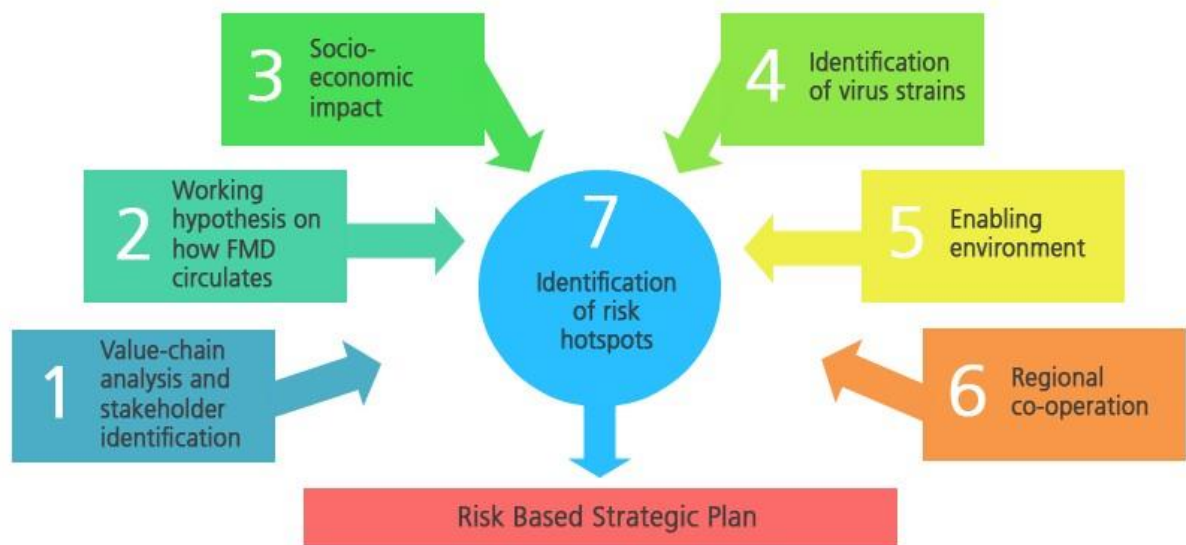 1
Value-chain
analysis and
stakeholder
identification
2
Working
hypothesis on
how FMD
circulates
3
Socio-
economic
impact
4
Identification
of virus strains
5
Enabling
environment
6
Regional
co-operation
7
Identification
of risk
hotspots
Risk Based Strategic Plan